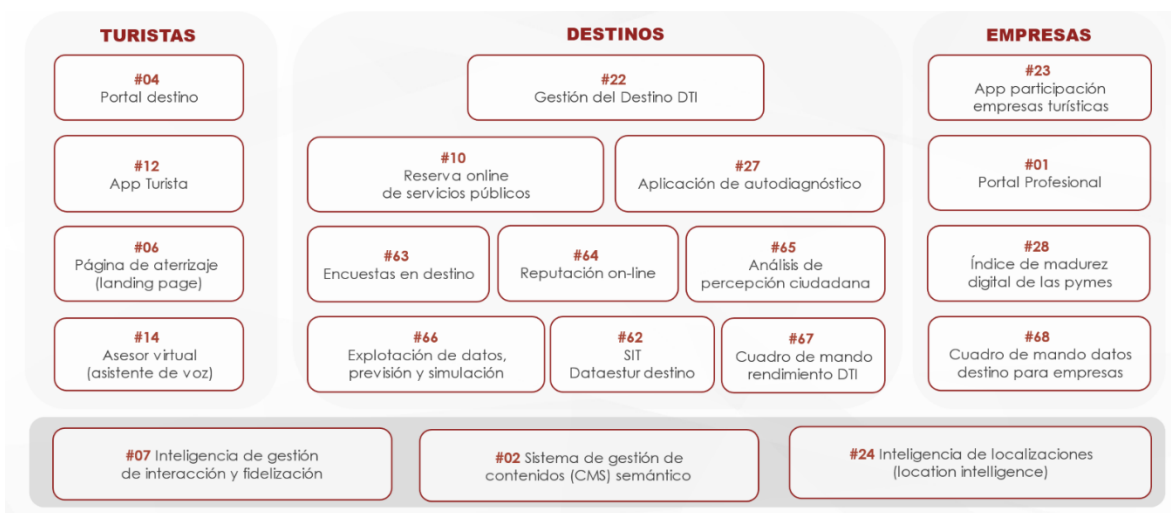 TURISTAS
#04
Portal destino
#12
App Turista
#06
Página de aterrizaje
(landing page)
#14
Asesor virtual
(asistente de voz)
DESTINOS
#22
Gestión del Destino DTI
#10
Reserva online
de servicios públicos
#27
Aplicación de autodiagnóstico
#63
Encuestas en destino
#64
Reputación on-line
#65
Análisis de
percepción ciudadana
#66
Explotación de datos,
previsión y simulación
#62
SIT
Dataestur destino
#67
Cuadro de mando
rendimiento DTI
EMPRESAS
#23
App participación
empresas turísticas
#01
Portal Profesional
#28
Índice de madurez
digital de las pymes
#68
Cuadro de mando datos
destino para empresas
#07 Inteligencia de gestión
de interacción y fidelización
#02 Sistema de gestión de
contenidos (CMS) semántico
#24 Inteligencia de localizaciones
(location intelligence)